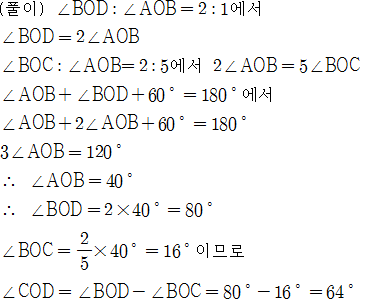 (풀이) ∠BOD : ∠AOB = 2 : 1에서
∠BOD = 2∠AOB
∠BOC : ∠AOB = 2 : 5에서 2∠AOB = 5∠BOC
∠AOB + ∠BOD + 60° = 180°에서
∠AOB + 2∠AOB + 60° = 180°
3∠AOB = 120°
∴ ∠AOB = 40°
∴ ∠BOD = 2×40° = 80°
∠BOC = 2/5 × 40° = 16°이므로
∠COD = ∠BOD − ∠BOC = 80° − 16° = 64°